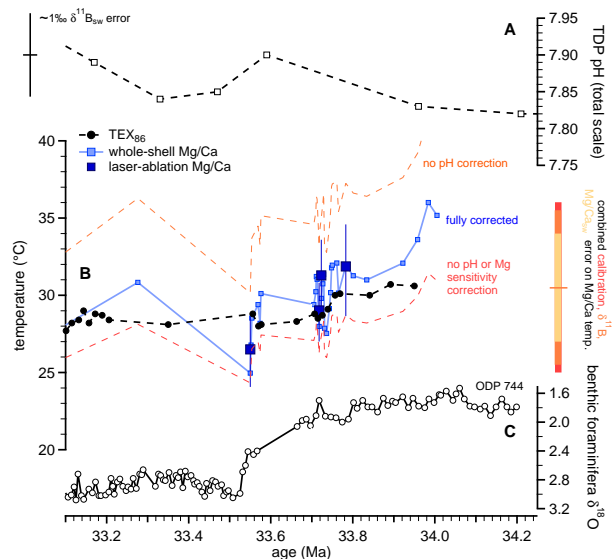 ~1‰ δ¹¹B_sw error
A
7.95
7.90
7.85
7.80
7.75
TDP pH (total scale)
40
35
30
25
20
temperature (°C)
TEX₈₆
whole-shell Mg/Ca
laser-ablation Mg/Ca
no pH correction
fully corrected
B
no pH or Mg
sensitivity
correction
combined calibration, δ¹¹B,
Mg/Ca_sw error on Mg/Ca temp.
ODP 744
C
1.6
2.0
2.4
2.8
3.2
benthic foraminifera δ¹⁸O
33.2
33.4
33.6
33.8
34.0
34.2
age (Ma)